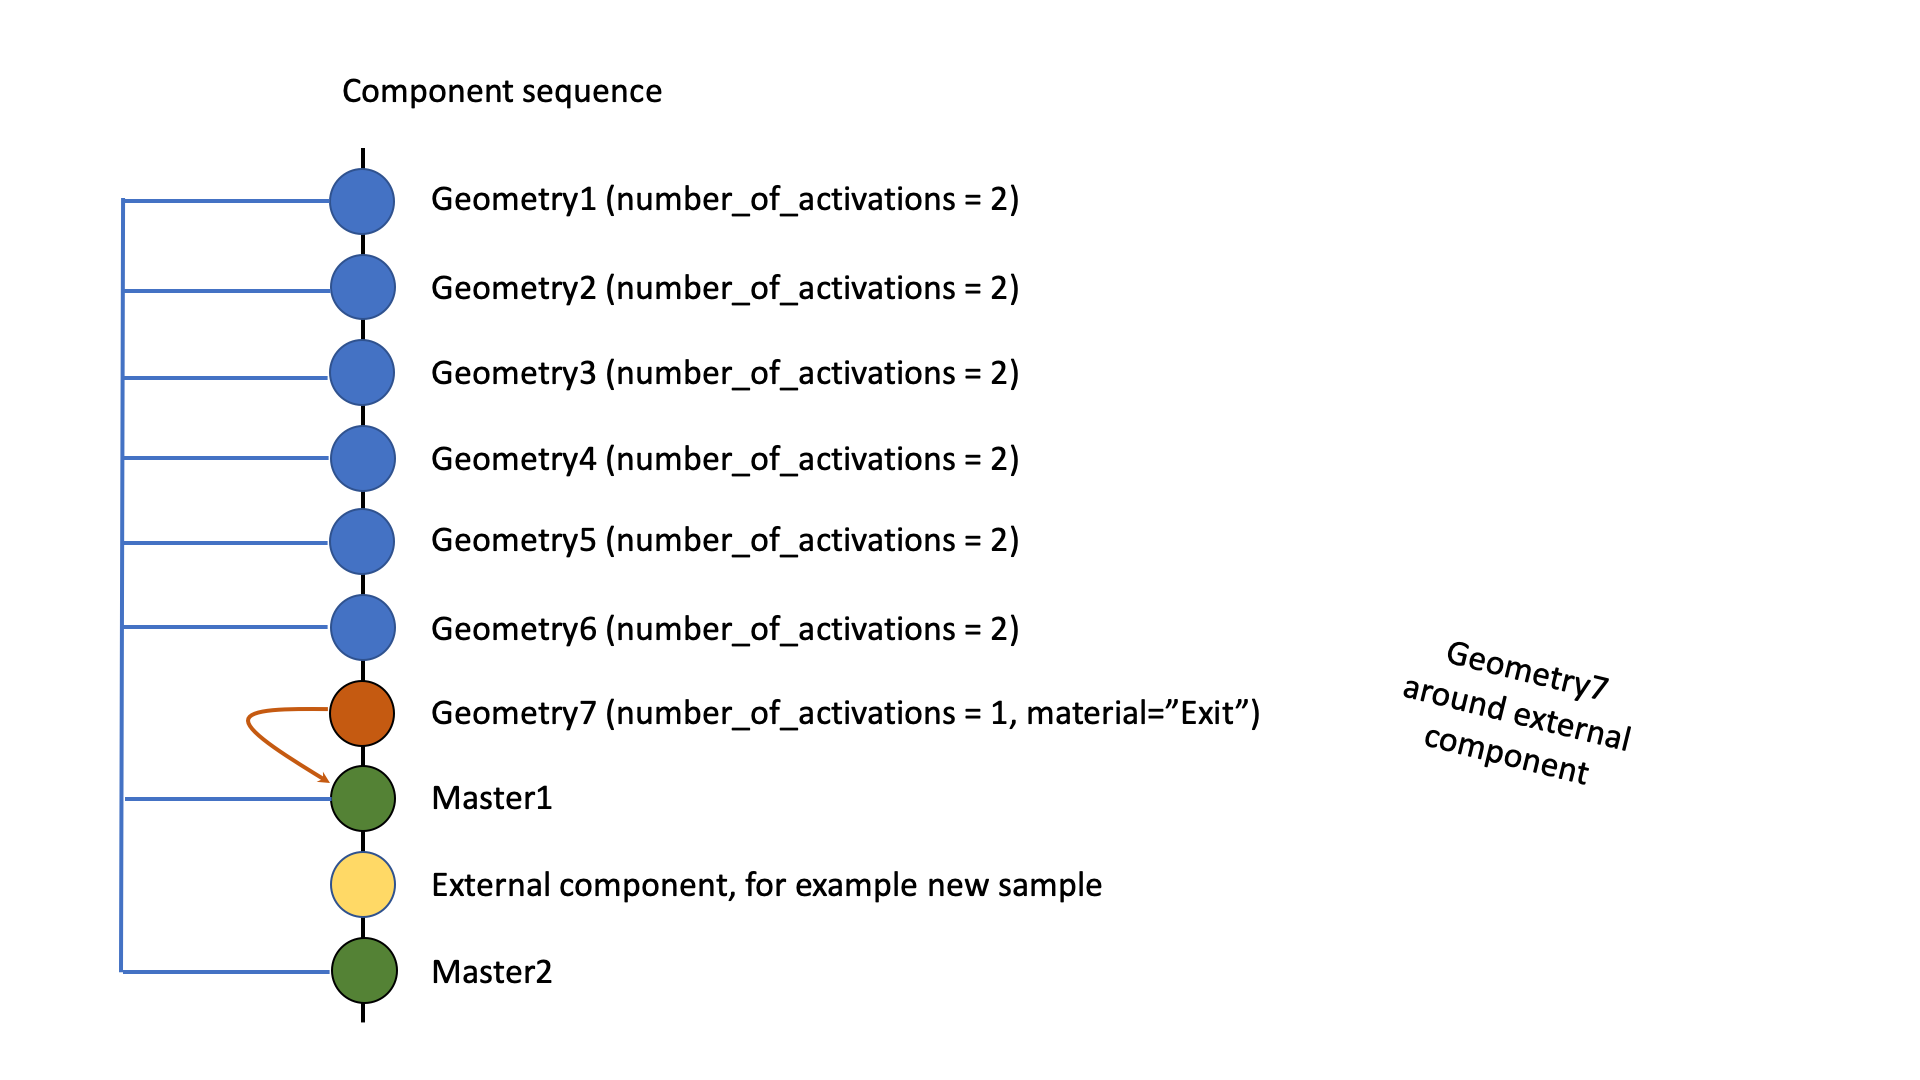 Component sequence
Geometry1 (number_of_activations = 2)
Geometry2 (number_of_activations = 2)
Geometry3 (number_of_activations = 2)
Geometry4 (number_of_activations = 2)
Geometry5 (number_of_activations = 2)
Geometry6 (number_of_activations = 2)
Geometry7 (number_of_activations = 1, material=”Exit”)
Geometry7
around external
component
Master1
External component, for example new sample
Master2